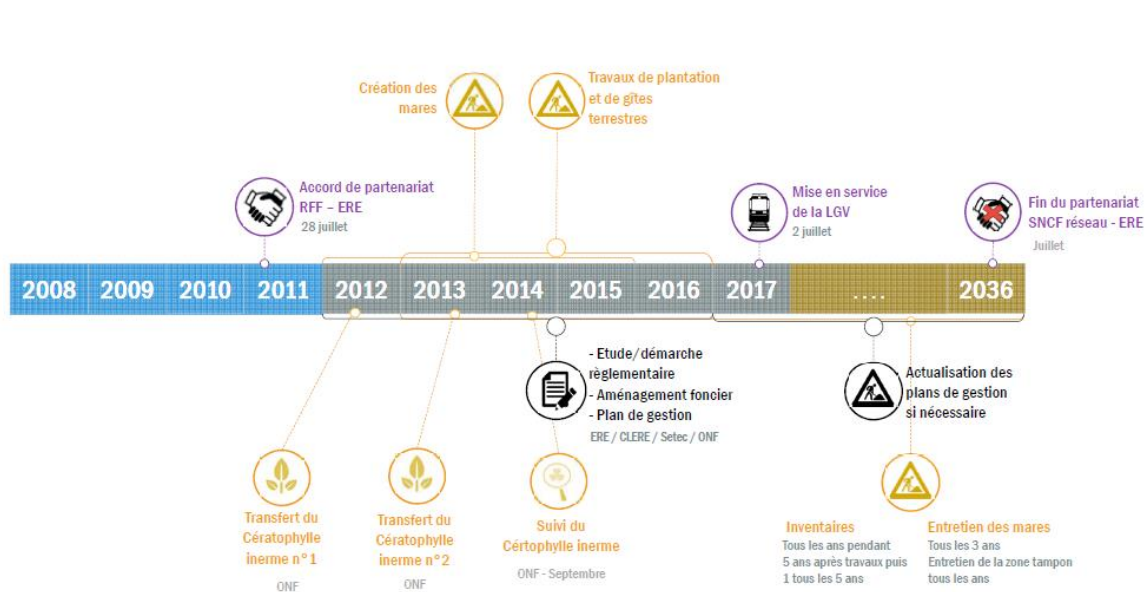 Création des
mares
Travaux de plantation
et de gîtes
terrestres
Accord de partenariat
RFF – ERE
28 juillet
Mise en service
de la LGV
2 juillet
Fin du partenariat
SNCF réseau - ERE
Juillet
2008 2009 2010 2011 2012 2013 2014 2015 2016 2017 .... 2036
- Etude/démarche
règlementaire
- Aménagement foncier
- Plan de gestion
ERE / CLERE / Setec / ONF
Actualisation des
plans de gestion
si nécessaire
Transfert du
Cératophylle
inerme n°1
ONF
Transfert du
Cératophylle
inerme n°2
ONF
Suivi du
Certophylle inerme
ONF - Septembre
Inventaires
Tous les ans pendant
5 ans après travaux puis
1 tous les 5 ans
Entretien des mares
Tous les 3 ans
Entretien de la zone tampon
tous les ans